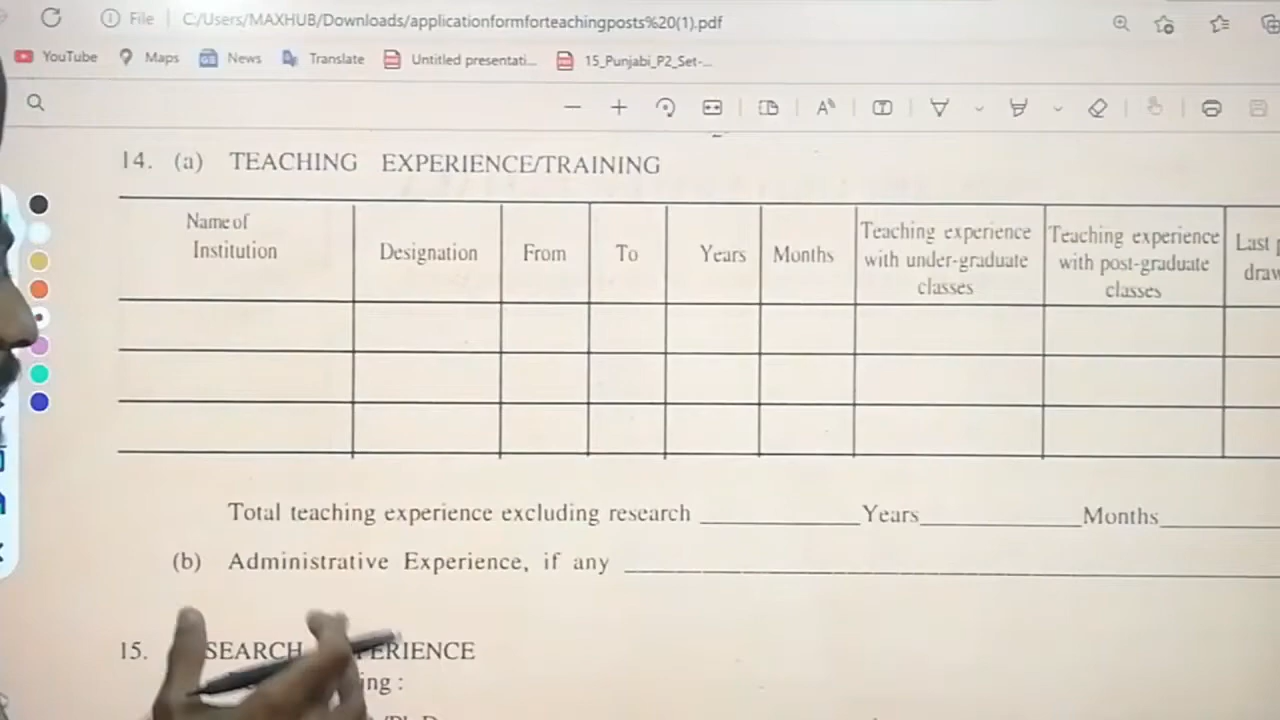 File C/Users/MAXHUB/Downloads/applicationformforteachingposts%20(1).pdf
YouTube Maps News Translate Untitled presentati... 15_Punjabi_P2_Set-...
14. (a) TEACHING EXPERIENCE/TRAINING
Name of Institution
Designation
From
To
Years
Months
Teaching experience with under-graduate classes
Teaching experience with post-graduate classes
Last
Total teaching experience excluding research Years Months
(b) Administrative Experience, if any
15.